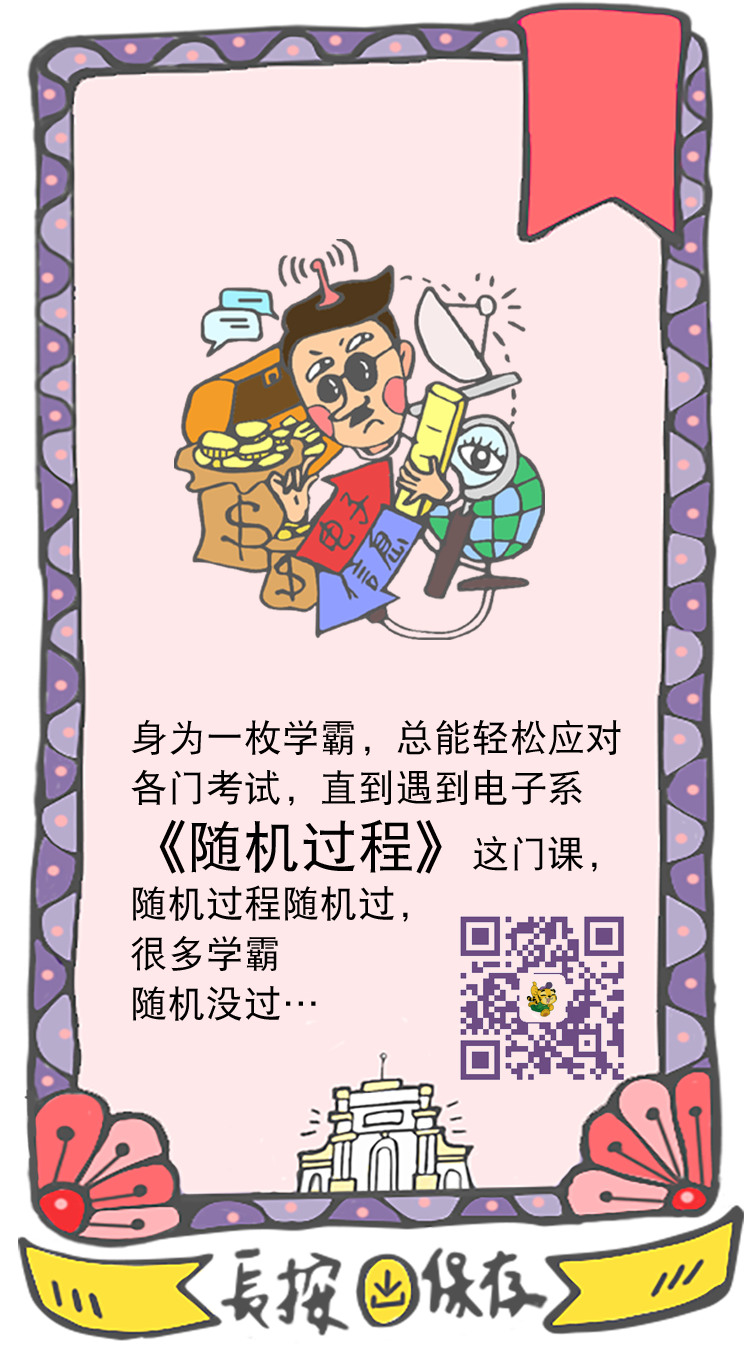 电子
信息
身为一枚学霸，总能轻松应对
各门考试，直到遇到电子系
《随机过程》这门课，
随机过程随机过，
很多学霸
随机没过…
長按保存